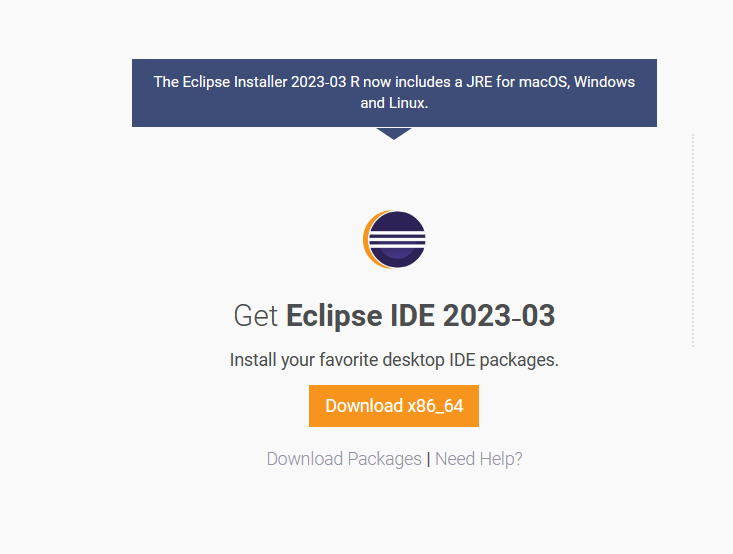 The Eclipse Installer 2023-03 R now includes a JRE for macOS, Windows
and Linux.
Get Eclipse IDE 2023-03
Install your favorite desktop IDE packages.
Download x86_64
Download Packages | Need Help?